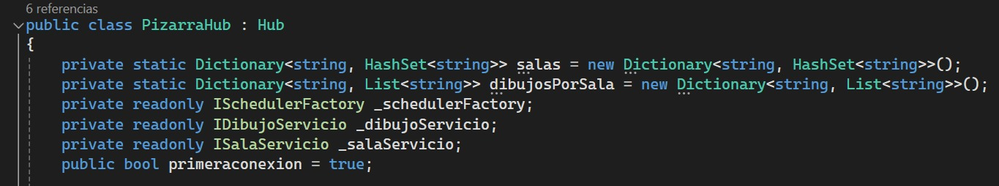 6 referencias
public class PizarraHub : Hub
{
private static Dictionary<string, HashSet<string>> salas = new Dictionary<string, HashSet<string>>();
private static Dictionary<string, List<string>> dibujosPorSala = new Dictionary<string, List<string>>();
private readonly ISchedulerFactory _schedulerFactory;
private readonly IDibujoServicio _dibujoServicio;
private readonly ISalaServicio _salaServicio;
public bool primeraconexion = true;